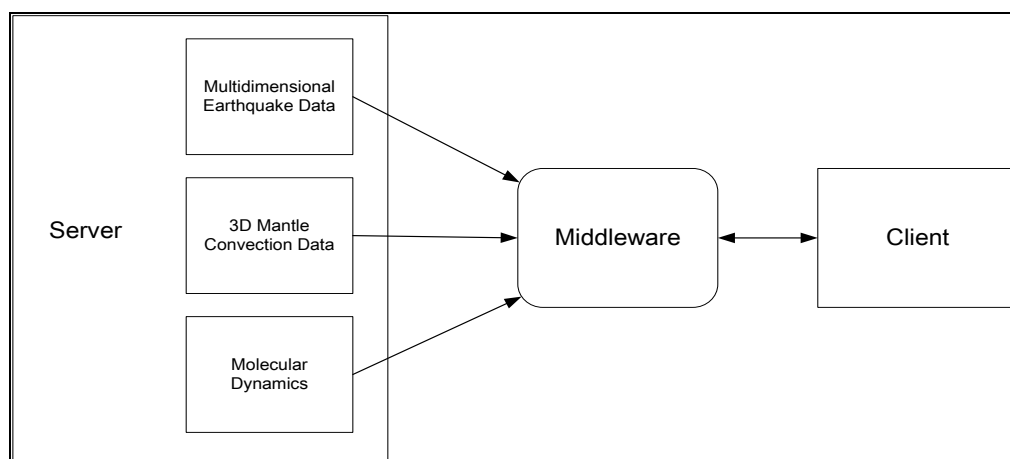 Server
Multidimensional
Earthquake Data
3D Mantle
Convection Data
Molecular
Dynamics
Middleware
Client